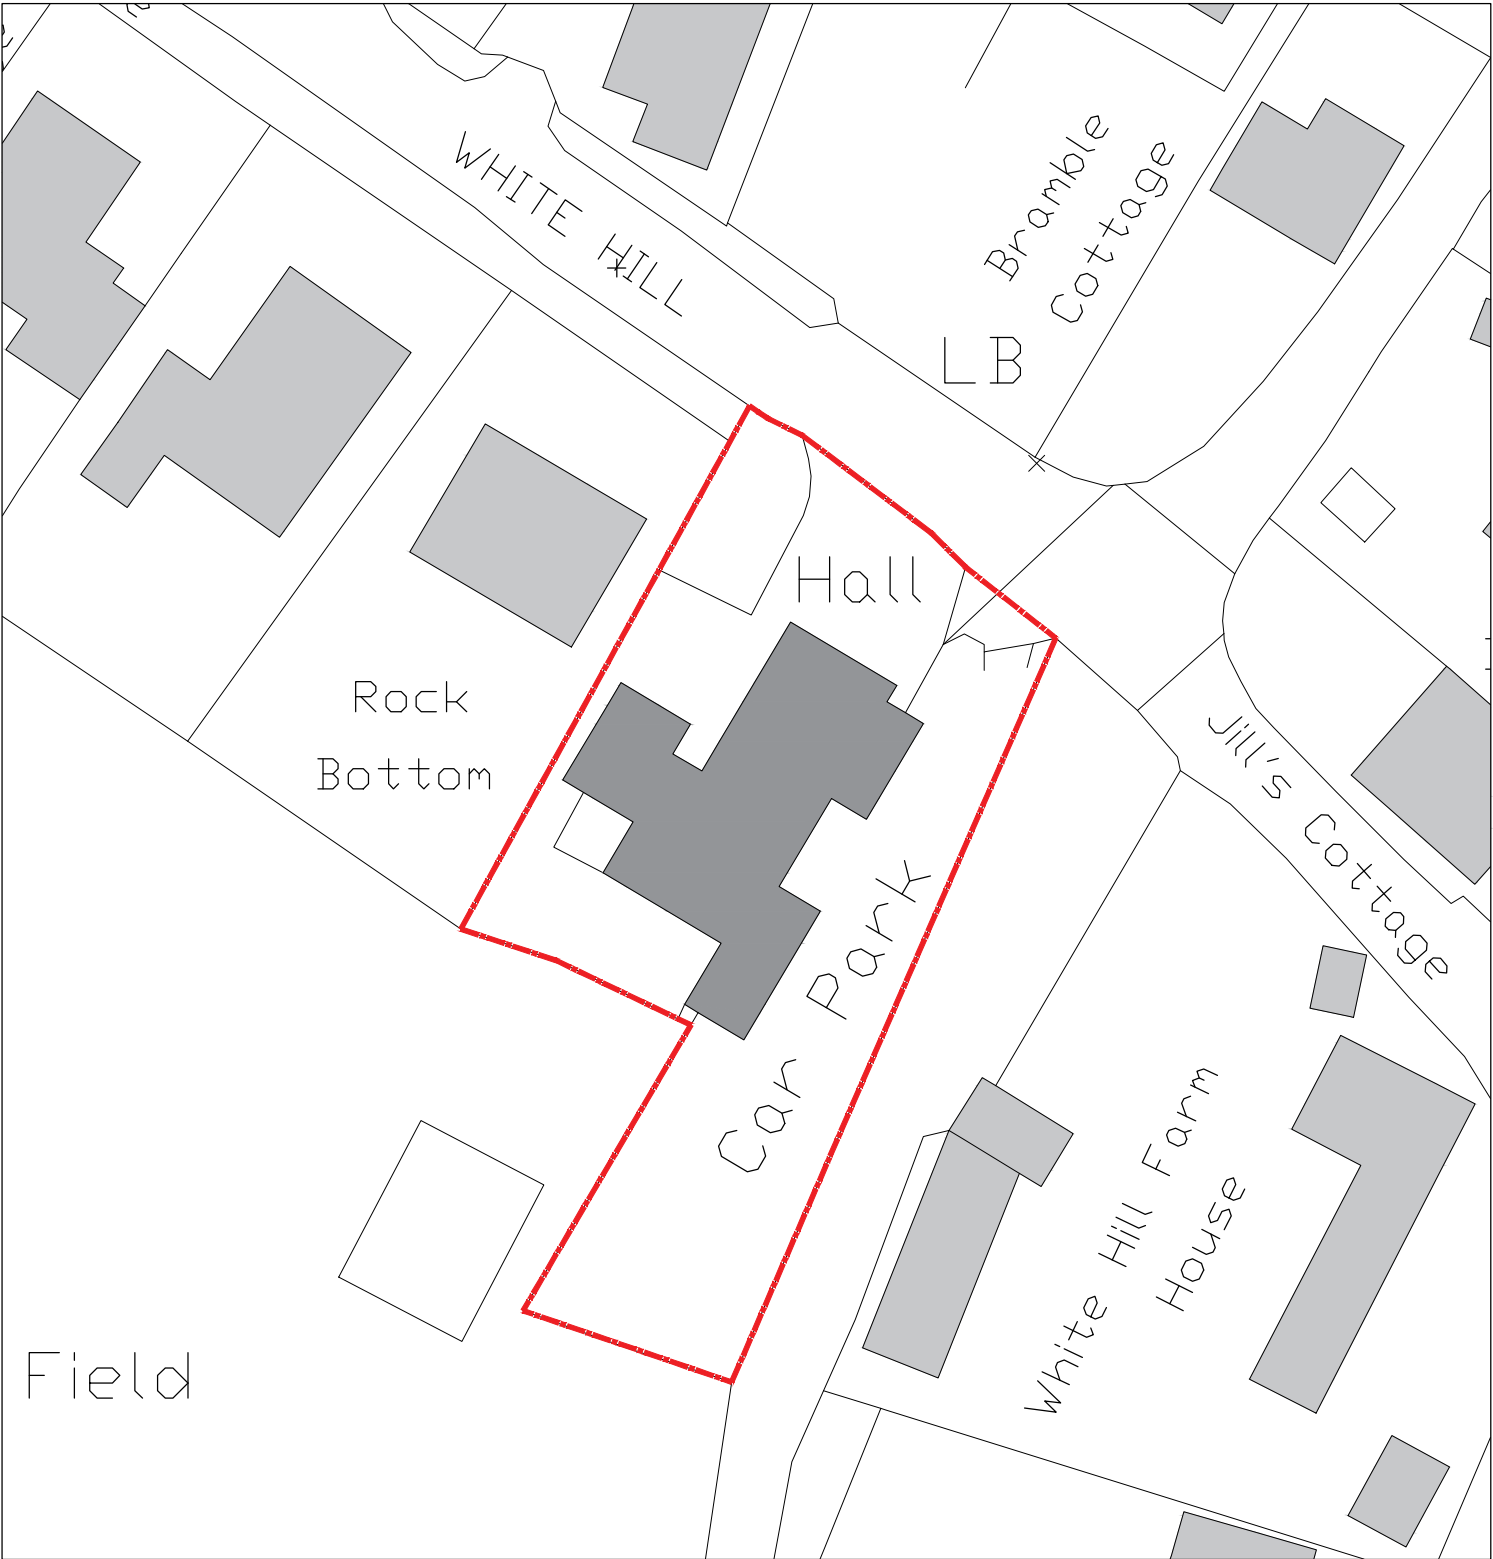 WHITE HILL
Bramble
Cottage
LB
Hall
Rock
Bottom
Jill's Cottage
Car Park
White Hill Farm
House
Field